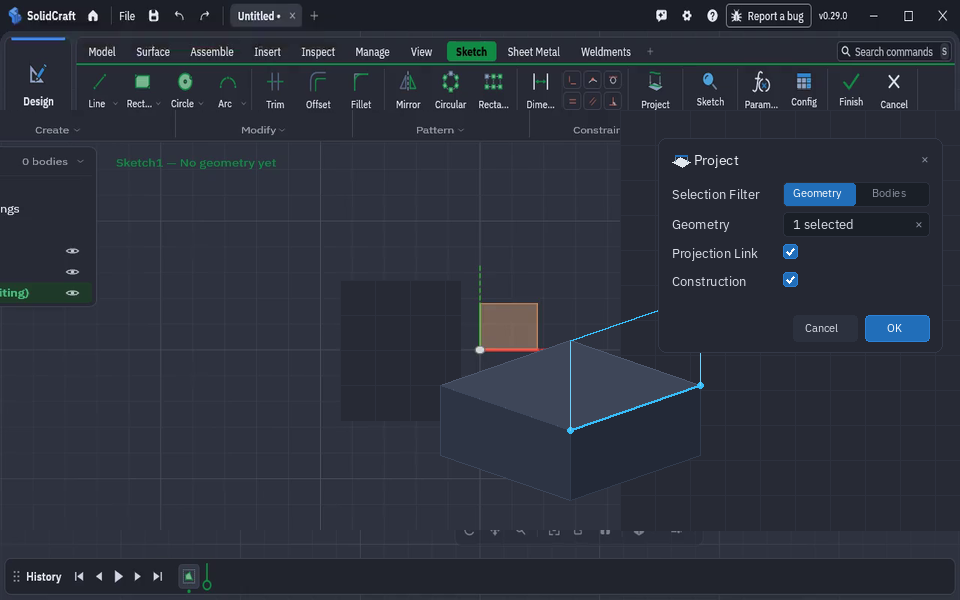 SolidCraft File Untitled • Report a bug v0.29.0
Model Surface Assemble Insert Inspect Manage View Sketch Sheet Metal Weldments + Search commands S
Design
Line Rect... Circle Arc Trim Offset Fillet Mirror Circular Recta... Dime... Project Sketch Param... Config Finish Cancel
Create Modify Pattern Constrain
0 bodies
Sketch1 — No geometry yet
ngs
iting)
Project
Selection Filter Geometry Bodies
Geometry 1 selected
Projection Link
Construction
Cancel OK
History